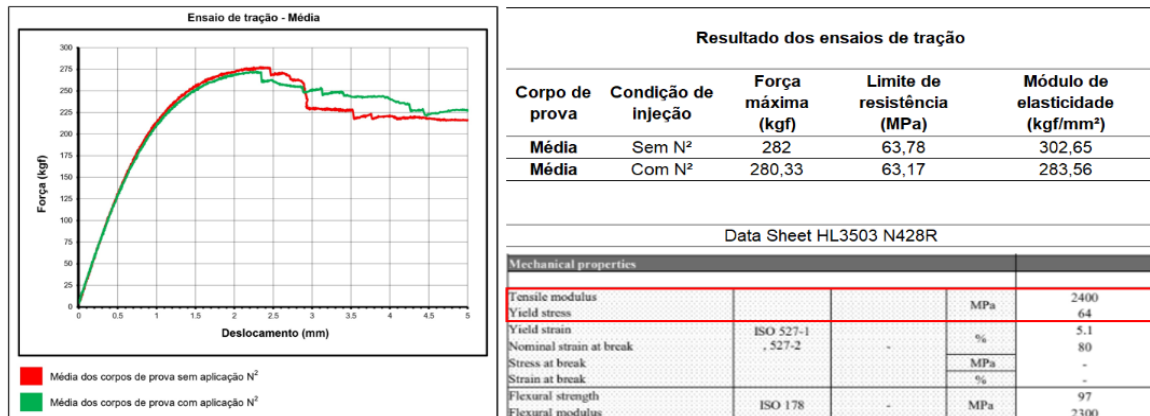 Ensaio de tração - Média
Força (kgf)
300
275
250
225
200
175
150
125
100
75
50
25
0
0 0.5 1 1.5 2 2.5 3 3.5 4 4.5 5
Deslocamento (mm)
Média dos corpos de prova sem aplicação N²
Média dos corpos de prova com aplicação N²
Resultado dos ensaios de tração
Corpo de prova Condição de injeção Força máxima (kgf) Limite de resistência (MPa) Módulo de elasticidade (kgf/mm²)
Média Sem N² 282 63,78 302,65
Média Com N² 280,33 63,17 283,56
Data Sheet HL3503 N428R
Mechanical properties
Tensile modulus MPa 2400
Yield stress 64
Yield strain ISO 527-1 , 527-2 - % 5.1
Nominal strain at break 80
Stress at break MPa -
Strain at break % -
Flexural strength ISO 178 - MPa 97
Flexural modulus 2300